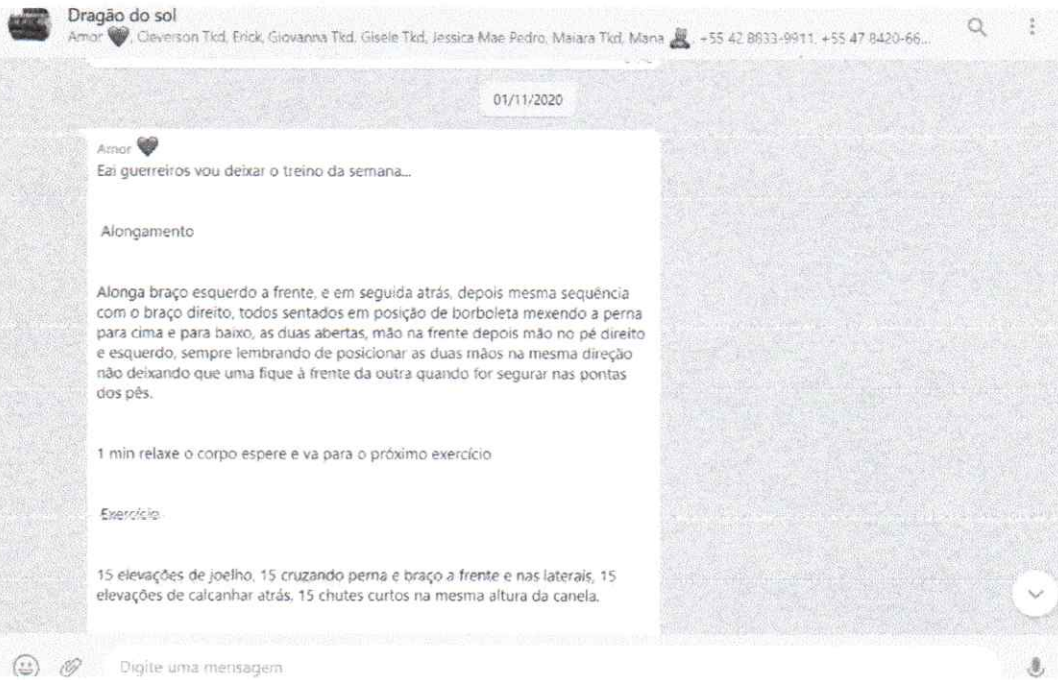 Dragão do sol
Amor 🖤, Cleverson Tkd, Erick, Giovanna Tkd, Gisele Tkd, Jessica Mae Pedro, Maiara Tkd, Mana 🧸, +55 42 8833-9911, +55 47 8420-66...
01/11/2020
Amor 🖤
Eai guerreiros vou deixar o treino da semana...
Alongamento
Alonga braço esquerdo a frente, e em seguida atrás, depois mesma sequência
com o braço direito, todos sentados em posição de borboleta mexendo a perna
para cima e para baixo, as duas abertas, mão na frente depois mão no pé direito
e esquerdo, sempre lembrando de posicionar as duas mãos na mesma direção
não deixando que uma fique à frente da outra quando for segurar nas pontas
dos pés.
1 min relaxe o corpo espere e va para o próximo exercício
Exercício
15 elevações de joelho, 15 cruzando perna e braço a frente e nas laterais, 15
elevações de calcanhar atrás, 15 chutes curtos na mesma altura da canela.
Digite uma mensagem